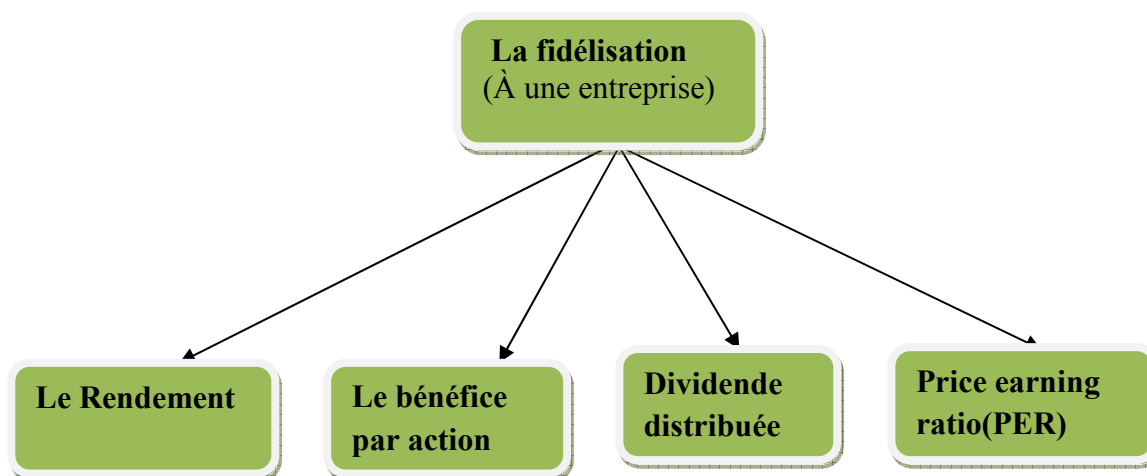 La fidélisation
(À une entreprise)
Le Rendement
Le bénéfice
par action
Dividende
distribuée
Price earning
ratio(PER)